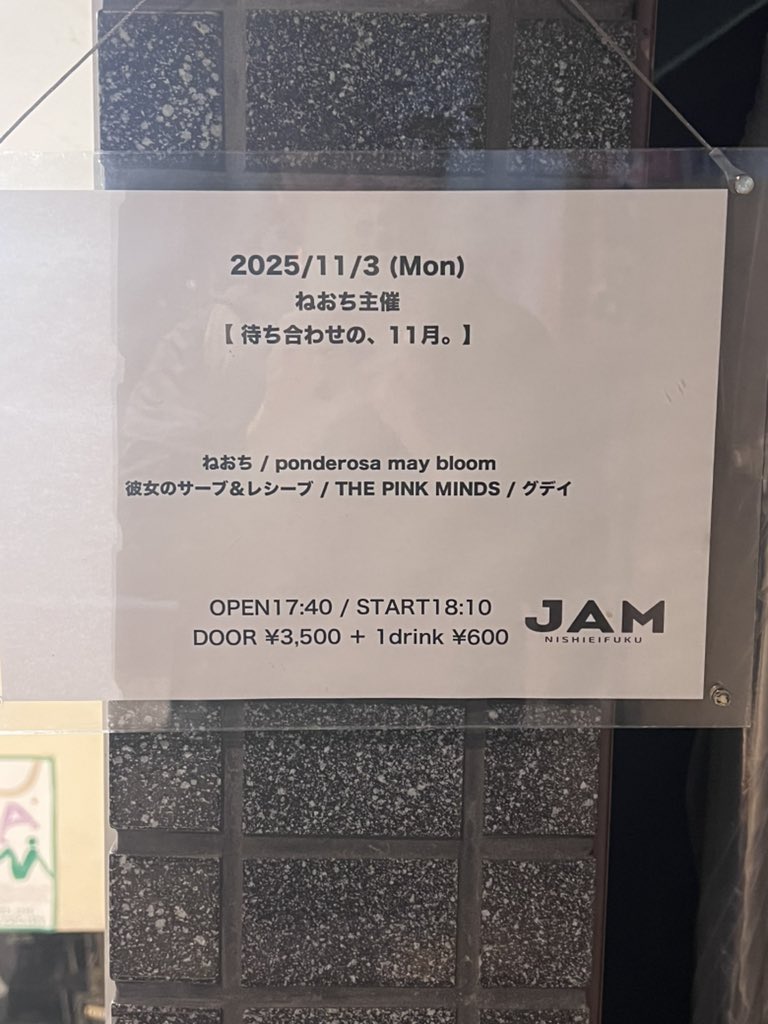 2025/11/3 (Mon)
ねおち主催
【 待ち合わせの、11月。】
ねおち / ponderosa may bloom
彼女のサーブ&レシーブ / THE PINK MINDS / グデイ
OPEN17:40 / START18:10
DOOR ¥3,500 + 1drink ¥600
JAM
NISHIEIFUKU